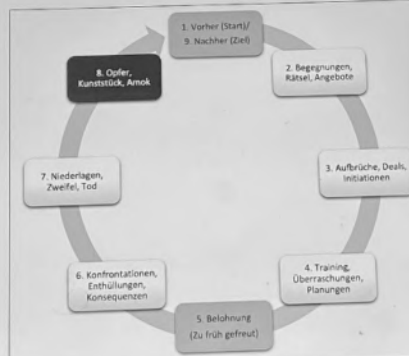 1. Vorher (Start)/
9. Nachher (Ziel)
2. Begegnungen,
Rätsel, Angebote
3. Aufbrüche, Deals,
Initiationen
4. Training,
Überraschungen,
Planungen
5. Belohnung
(Zu früh gefreut)
6. Konfrontationen,
Enthüllungen,
Konsequenzen
7. Niederlagen,
Zweifel, Tod
8. Opfer,
Kunststück, Amok